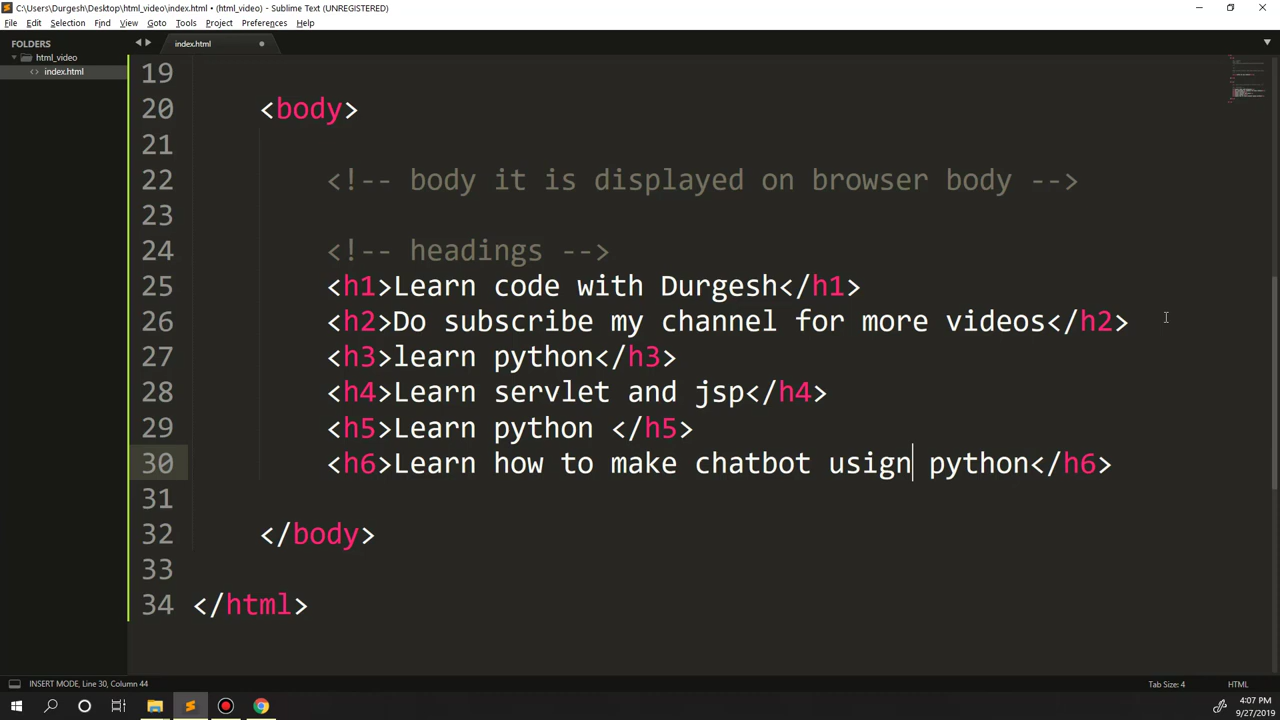 C:\Users\Durgesh\Desktop\html_video\index.html • (html_video) - Sublime Text (UNREGISTERED)
File Edit Selection Find View Goto Tools Project Preferences Help
FOLDERS
html_video
index.html
index.html
19
20 <body>
21
22 <!-- body it is displayed on browser body -->
23
24 <!-- headings -->
25 <h1>Learn code with Durgesh</h1>
26 <h2>Do subscribe my channel for more videos</h2>
27 <h3>learn python</h3>
28 <h4>Learn servlet and jsp</h4>
29 <h5>Learn python </h5>
30 <h6>Learn how to make chatbot usign python</h6>
31
32 </body>
33
34 </html>
INSERT MODE, Line 30, Column 44 Tab Size: 4 HTML
4:07 PM
9/27/2019